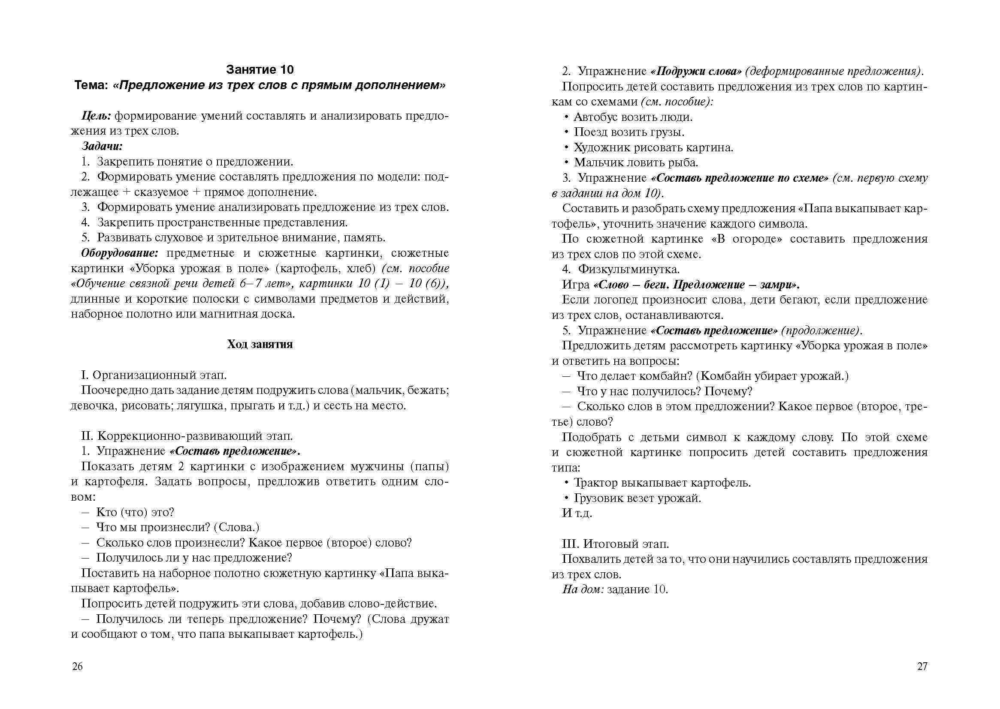 Занятие 10
Тема: «Предложение из трех слов с прямым дополнением»
Цель: формирование умений составлять и анализировать предло-
жения из трех слов.
Задачи:
1. Закрепить понятие о предложении.
2. Формировать умение составлять предложения по модели: под-
лежащее + сказуемое + прямое дополнение.
3. Формировать умение анализировать предложение из трех слов.
4. Закрепить пространственные представления.
5. Развивать слуховое и зрительное внимание, память.
Оборудование: предметные и сюжетные картинки, сюжетные
картинки «Уборка урожая в поле» (картофель, хлеб) (см. пособие
«Обучение связной речи детей 6–7 лет», картинки 10 (1) – 10 (6)),
длинные и короткие полоски с символами предметов и действий,
наборное полотно или магнитная доска.
Ход занятия
I. Организационный этап.
Поочередно дать задание детям подружить слова (мальчик, бежать;
девочка, рисовать; лягушка, прыгать и т.д.) и сесть на место.
II. Коррекционно-развивающий этап.
1. Упражнение «Составь предложение».
Показать детям 2 картинки с изображением мужчины (папы)
и картофеля. Задать вопросы, предложив ответить одним сло-
вом:
– Кто (что) это?
– Что мы произнесли? (Слова.)
– Сколько слов произнесли? Какое первое (второе) слово?
– Получилось ли у нас предложение?
Поставить на наборное полотно сюжетную картинку «Папа выка-
пывает картофель».
Попросить детей подружить эти слова, добавив слово-действие.
– Получилось ли теперь предложение? Почему? (Слова дружат
и сообщают о том, что папа выкапывает картофель.)
26
2. Упражнение «Подружи слова» (деформированные предложения).
Попросить детей составить предложения из трех слов по картин-
кам со схемами (см. пособие):
• Автобус возить люди.
• Поезд возить грузы.
• Художник рисовать картина.
• Мальчик ловить рыба.
3. Упражнение «Составь предложение по схеме» (см. первую схему
в задании на дом 10).
Составить и разобрать схему предложения «Папа выкапывает кар-
тофель», уточнить значение каждого символа.
По сюжетной картинке «В огороде» составить предложения
из трех слов по этой схеме.
4. Физкультминутка.
Игра «Слово – беги. Предложение – замри».
Если логопед произносит слова, дети бегают, если предложение
из трех слов, останавливаются.
5. Упражнение «Составь предложение» (продолжение).
Предложить детям рассмотреть картинку «Уборка урожая в поле»
и ответить на вопросы:
– Что делает комбайн? (Комбайн убирает урожай.)
– Что у нас получилось? Почему?
– Сколько слов в этом предложении? Какое первое (второе, тре-
тье) слово?
Подобрать с детьми символ к каждому слову. По этой схеме
и сюжетной картинке попросить детей составить предложения
типа:
• Трактор выкапывает картофель.
• Грузовик везет урожай.
И т.д.
III. Итоговый этап.
Похвалить детей за то, что они научились составлять предложения
из трех слов.
На дом: задание 10.
27